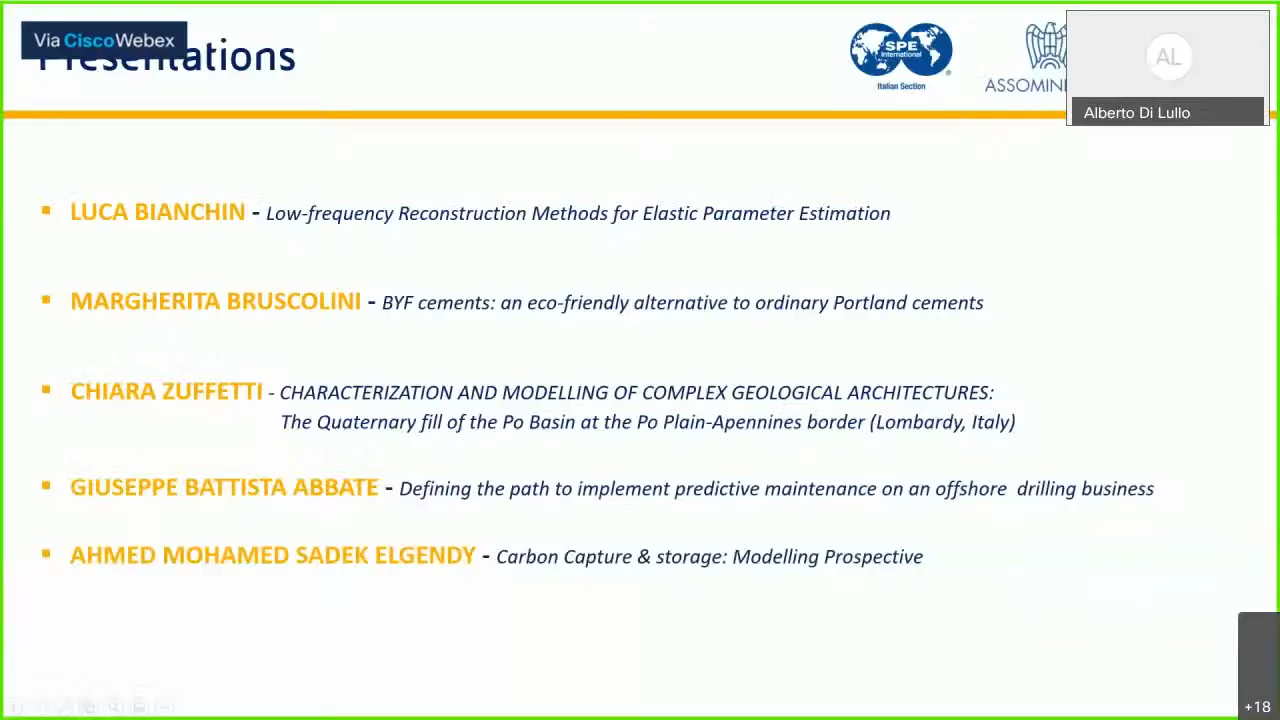 Via CiscoWebex
Presentations
SPE
International
Italian Section
ASSOMIN
AL
Alberto Di Lullo
▪ LUCA BIANCHIN - Low-frequency Reconstruction Methods for Elastic Parameter Estimation
▪ MARGHERITA BRUSCOLINI - BYF cements: an eco-friendly alternative to ordinary Portland cements
▪ CHIARA ZUFFETTI - CHARACTERIZATION AND MODELLING OF COMPLEX GEOLOGICAL ARCHITECTURES:
The Quaternary fill of the Po Basin at the Po Plain-Apennines border (Lombardy, Italy)
▪ GIUSEPPE BATTISTA ABBATE - Defining the path to implement predictive maintenance on an offshore drilling business
▪ AHMED MOHAMED SADEK ELGENDY - Carbon Capture & storage: Modelling Prospective
+18